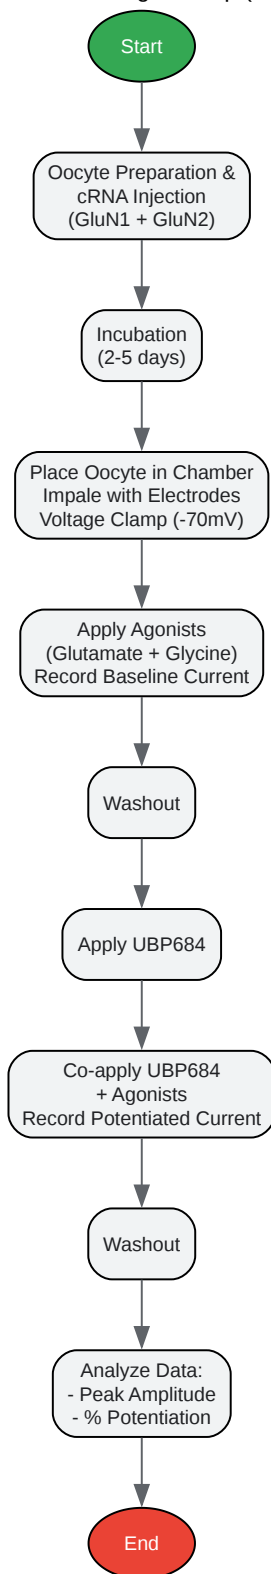 Start
Oocyte Preparation &
cRNA Injection
(GluN1 + GluN2)
Incubation
(2-5 days)
Place Oocyte in Chamber
Impale with Electrodes
Voltage Clamp (-70mV)
Apply Agonists
(Glutamate + Glycine)
Record Baseline Current
Washout
Apply UBP684
Co-apply UBP684
+ Agonists
Record Potentiated Current
Washout
Analyze Data:
- Peak Amplitude
- % Potentiation
End